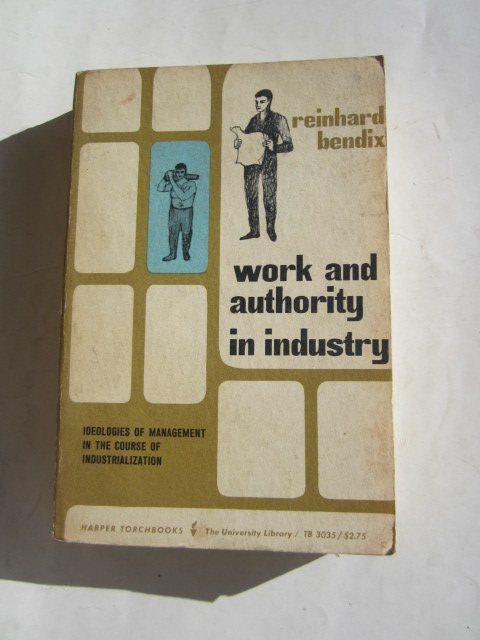 reinhard
bendix
work and
authority
in industry
IDEOLOGIES OF MANAGEMENT
IN THE COURSE OF
INDUSTRIALIZATION
HARPER TORCHBOOKS The University Library / TB 3035/$2.75